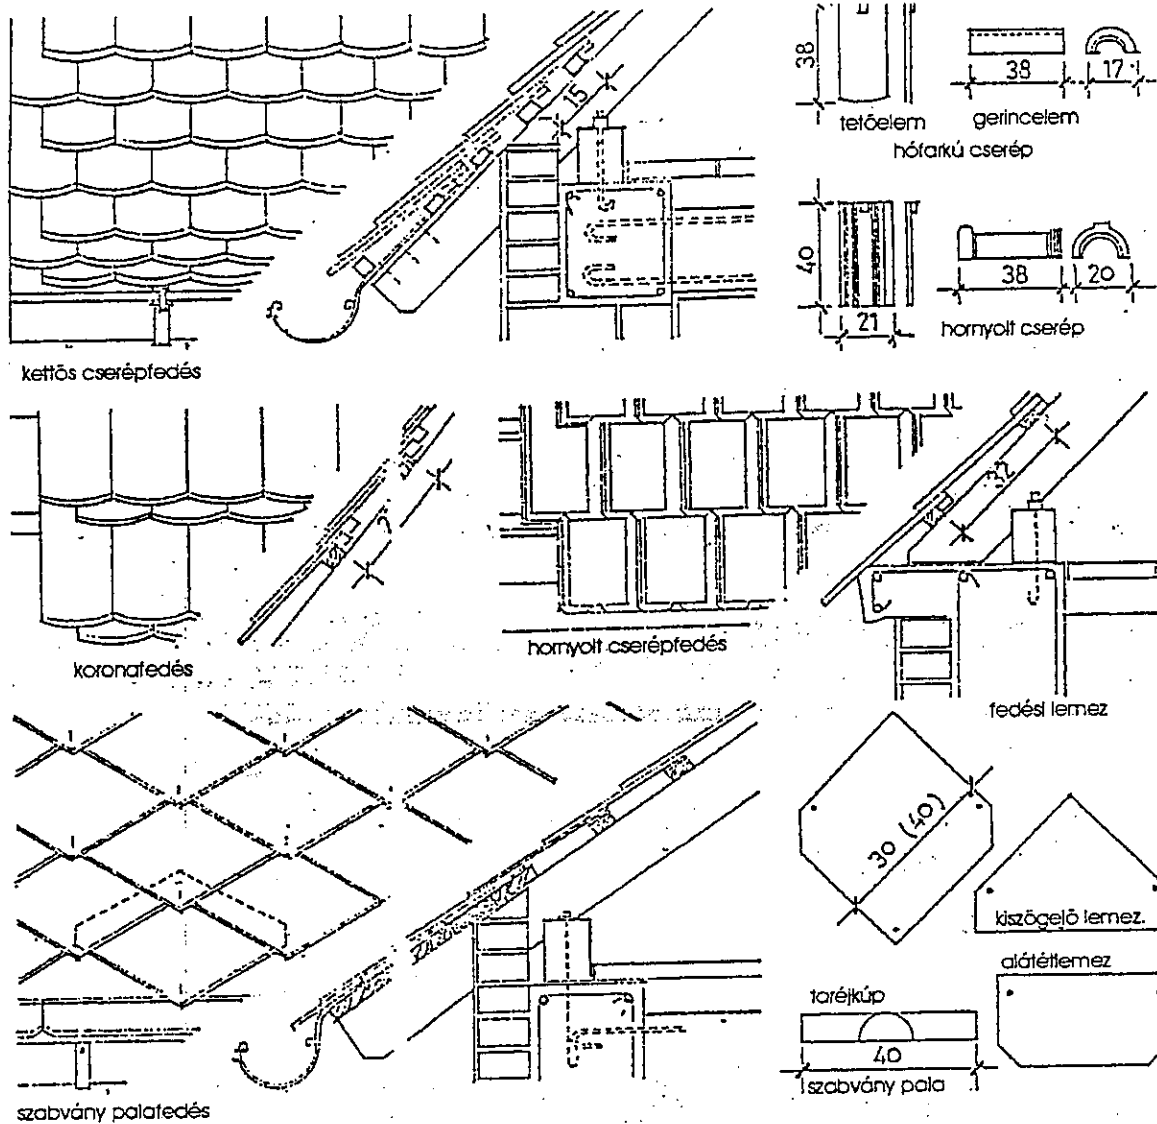 15
kettős cserépfedés
38
tetőelem
38
17
gerincelem
hófarkú cserép
40
21
38
20
hornyolt cserép
koronafedés
32
hornyolt cserépfedés
fedési lemez
30 (40)
kiszögelő lemez.
alátétlemez
taréjkúp
40
szabvány pala
szabvány palafedés